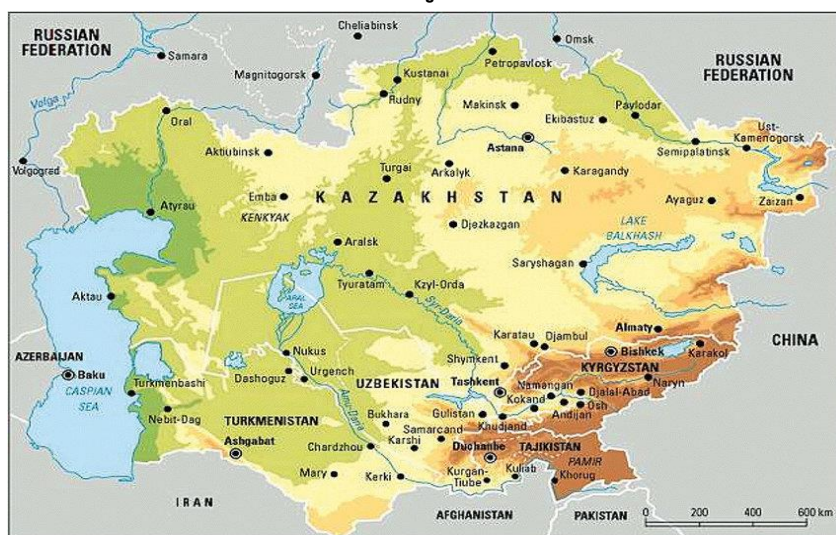 Cheliabinsk
RUSSIAN
FEDERATION
Samara
Omsk
Petropavlosk
RUSSIAN
FEDERATION
Magnitogorsk
Kustanai
Rudny
Volga
Makinsk
Pavlodar
Ekibastuz
Oral
Ust-
Kamenogorsk
Astana
Semipalatinsk
Aktiubinsk
Volgograd
Turgai
Arkalyk
Karagandy
Emba
KAZAKHSTAN
Ayaguz
Zaizan
KENKYAK
Atyrau
Djezkazgan
LAKE
BALKHASH
Aralsk
Saryshagan
Tyuratam
Kzyl-Orda
Aktau
ARAL
SEA
Syr-Daria
Almaty
Karatau
Djambul
CHINA
AZERBAIJAN
Nukus
Shymkent
Bishkek
Karakol
Baku
Turkmenbashi
Dashoguz
Urgench
UZBEKISTAN
Tashkent
KYRGYZSTAN
CASPIAN
SEA
Namangan
Djalal-Abad
Naryn
Kokand
Nebit-Dag
Amu-Daria
Bukhara
Gulistan
Andijan
Osh
TURKMENISTAN
Samarcand
Khudjand
Ashgabat
Chardzhou
Karshi
Duchanbe
TAJIKISTAN
PAMIR
Mary
Kerki
Kurgan-
Tiube
Kuliab
Khorug
IRAN
AFGHANISTAN
PAKISTAN
0 200 400 600 km